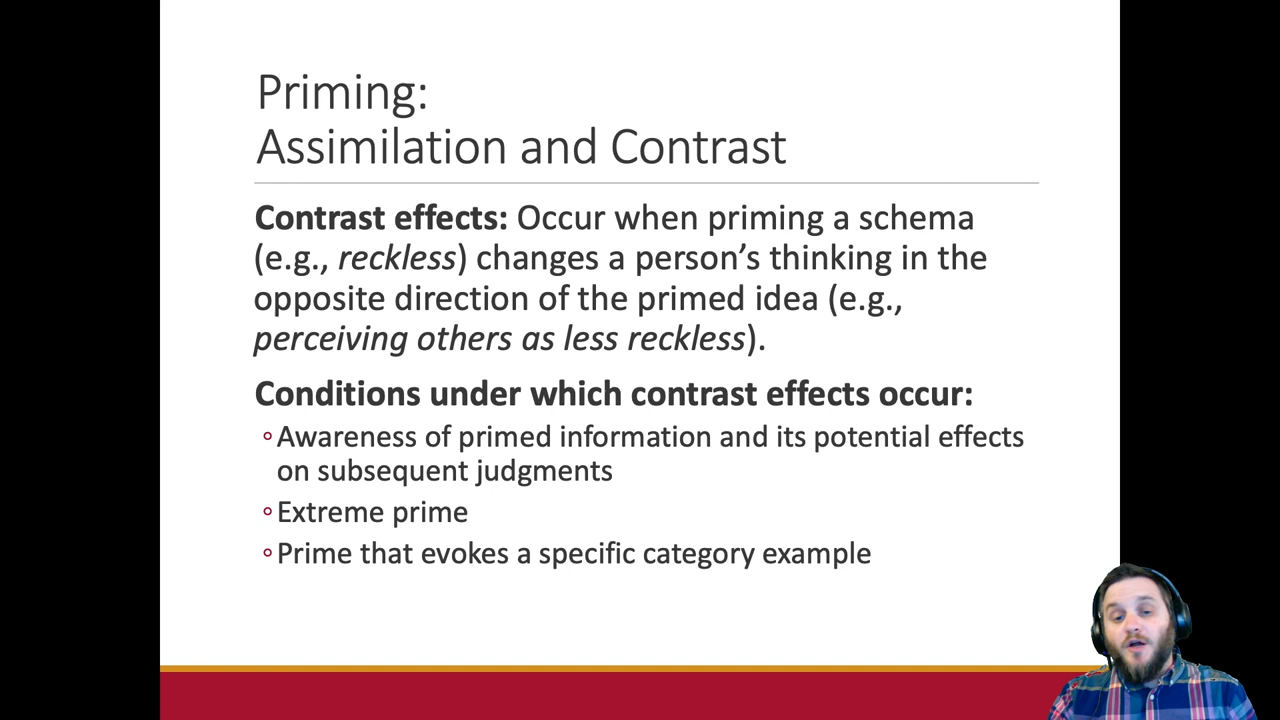 Priming:
Assimilation and Contrast
Contrast effects: Occur when priming a schema
(e.g., reckless) changes a person’s thinking in the
opposite direction of the primed idea (e.g.,
perceiving others as less reckless).
Conditions under which contrast effects occur:
◦Awareness of primed information and its potential effects
on subsequent judgments
◦Extreme prime
◦Prime that evokes a specific category example